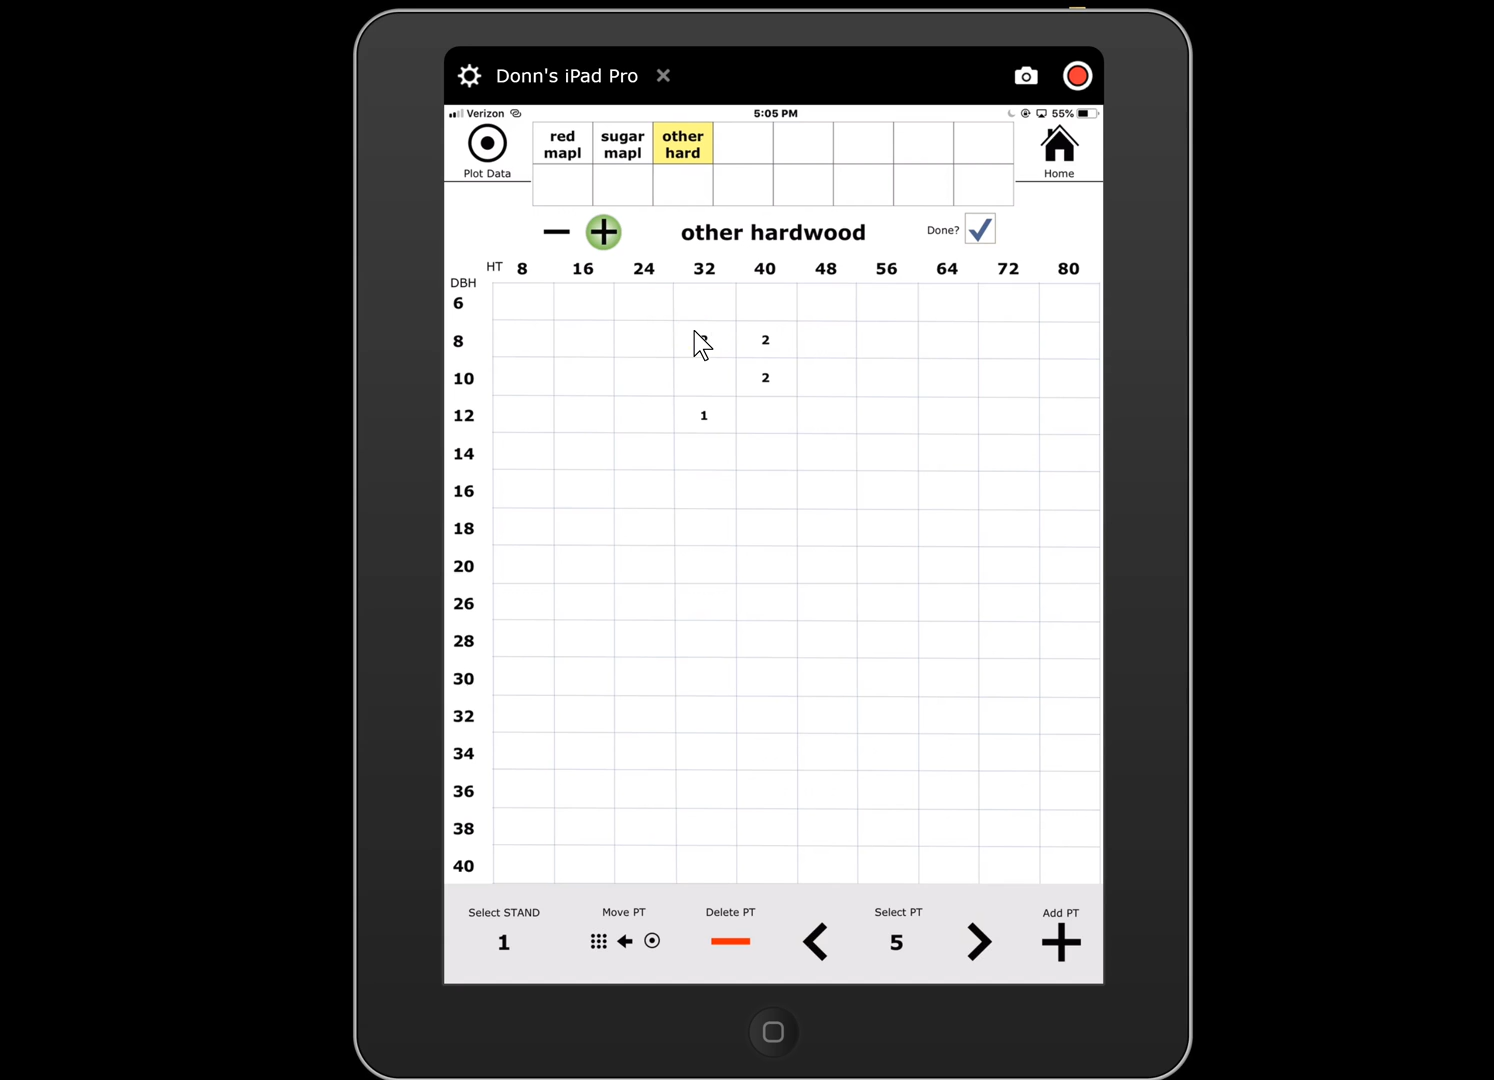 Donn's iPad Pro
Verizon 5:05 PM 55%
red mapl sugar mapl other hard
Plot Data Home
other hardwood Done?
HT 8 16 24 32 40 48 56 64 72 80
DBH
6
8 2
10 2
12 1
14
16
18
20
26
28
30
32
34
36
38
40
Select STAND Move PT Delete PT Select PT Add PT
1 5